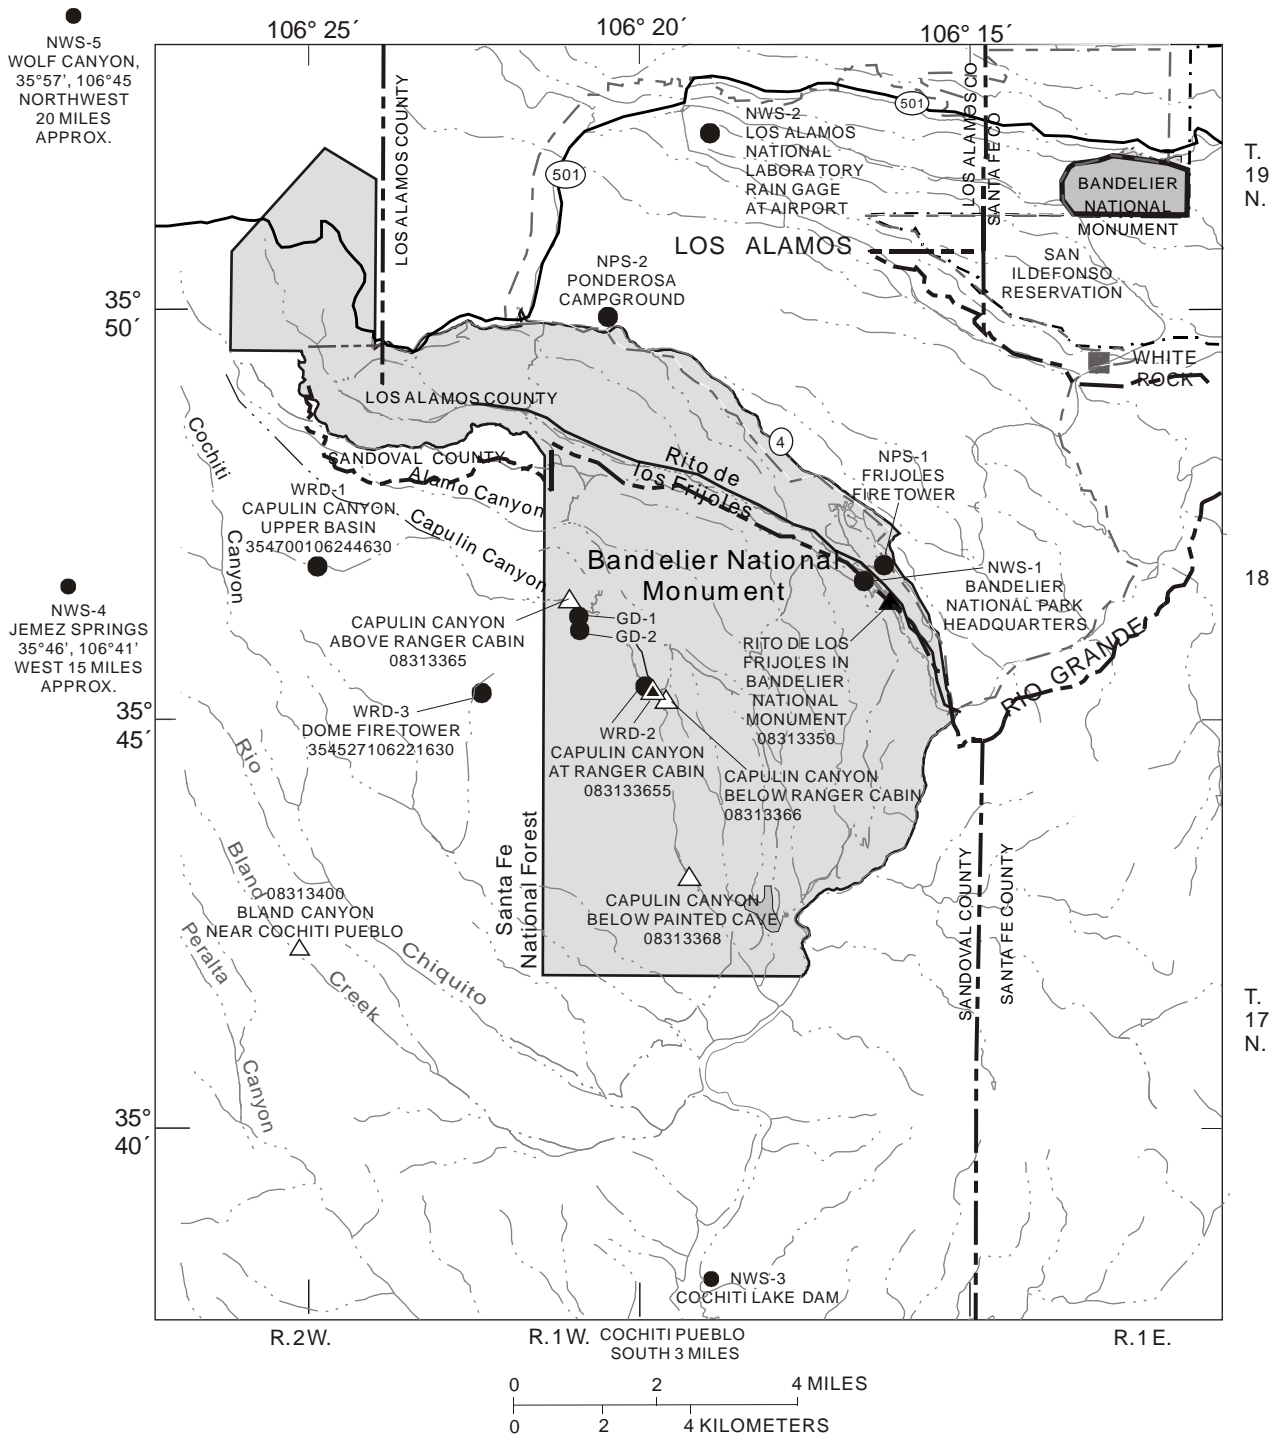 106° 25´
106° 20´
106° 15´
NWS-5
WOLF CANYON,
35°57', 106°45
NORTHWEST
20 MILES
APPROX.
LOS ALAMOS COUNTY
501
501
LOS ALAMOS CO
SANTA FE CO
NWS-2
LOS ALAMOS
NATIONAL
LABORATORY
RAIN GAGE
AT AIRPORT
T.
19
N.
BANDELIER
NATIONAL
MONUMENT
LOS ALAMOS
SAN
ILDEFONSO
RESERVATION
NPS-2
PONDEROSA
CAMPGROUND
35°
50´
WHITE
ROCK
LOS ALAMOS COUNTY
4
Cochiti
Canyon
SANDOVAL COUNTY
Rito de
los Frijoles
NPS-1
FRIJOLES
FIRE TOWER
Alamo Canyon
WRD-1
CAPULIN CANYON
UPPER BASIN
354700106244630
Capulin Canyon
Bandelier National
Monument
NWS-1
BANDELIER
NATIONAL PARK
HEADQUARTERS
18
NWS-4
JEMEZ SPRINGS
35°46', 106°41'
WEST 15 MILES
APPROX.
CAPULIN CANYON
ABOVE RANGER CABIN
08313365
GD-1
GD-2
RITO DE LOS
FRIJOLES IN
BANDELIER
NATIONAL
MONUMENT
08313350
RIO GRANDE
35°
45´
WRD-3
DOME FIRE TOWER
354527106221630
WRD-2
CAPULIN CANYON
AT RANGER CABIN
083133655
CAPULIN CANYON
BELOW RANGER CABIN
08313366
Rio
Chiquito
Bland
Creek
Santa Fe
National Forest
SANDOVAL COUNTY
SANTA FE COUNTY
08313400
BLAND CANYON
NEAR COCHITI PUEBLO
CAPULIN CANYON
BELOW PAINTED CAVE
08313368
Peralta
Canyon
T.
17
N.
35°
40´
NWS-3
COCHITI LAKE DAM
R.2W.
R.1W.
COCHITI PUEBLO
SOUTH 3 MILES
R.1E.
0 2 4 MILES
0 2 4 KILOMETERS